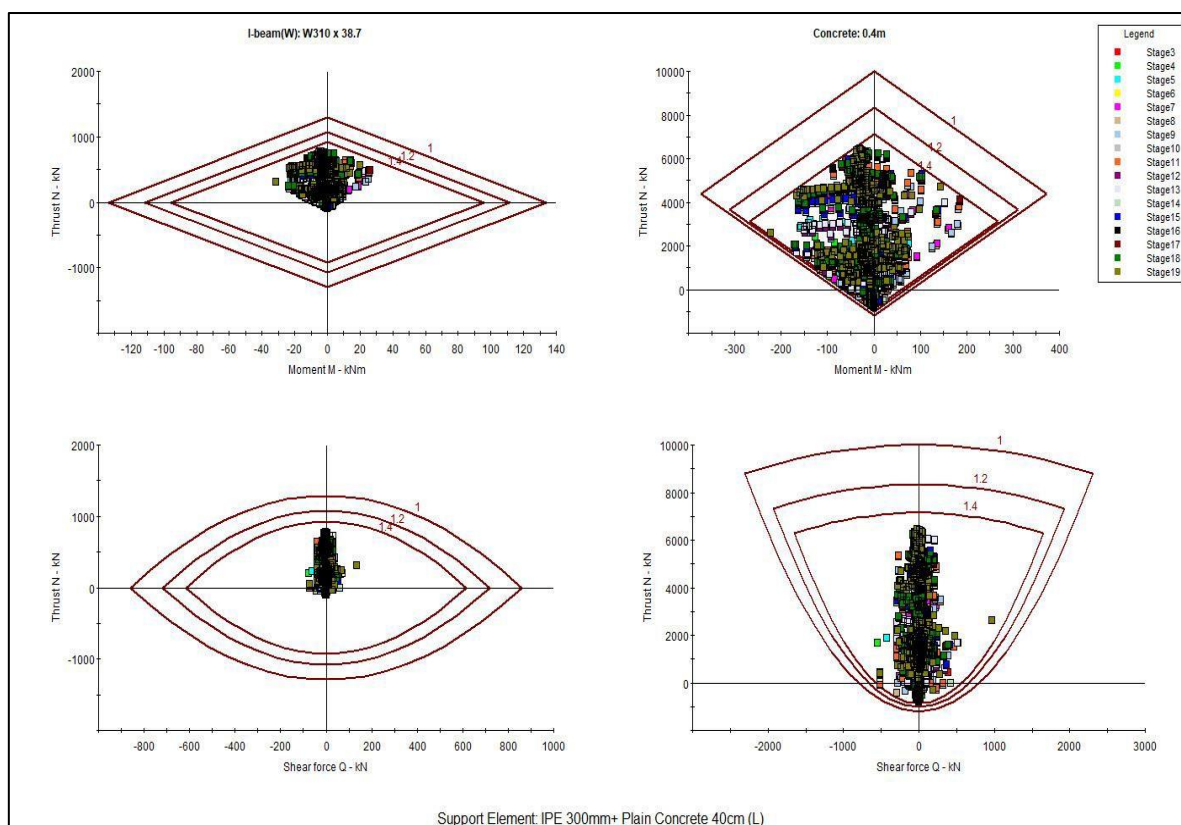 I-beam(W): W310 x 38.7
Concrete: 0.4m
Legend
Stage3
Stage4
Stage5
Stage6
Stage7
Stage8
Stage9
Stage10
Stage11
Stage12
Stage13
Stage14
Stage15
Stage16
Stage17
Stage18
Stage19
Thrust N - kN
2000
1000
0
-1000
1
1.2
1.4
-120 -100 -80 -60 -40 -20 0 20 40 60 80 100 120 140
Moment M - kNm
Thrust N - kN
10000
8000
6000
4000
2000
0
1
1.2
1.4
-300 -200 -100 0 100 200 300 400
Moment M - kNm
Thrust N - kN
2000
1000
0
-1000
1
1.2
1.4
-800 -600 -400 -200 0 200 400 600 800 1000
Shear force Q - kN
Thrust N - kN
10000
8000
6000
4000
2000
0
1
1.2
1.4
-2000 -1000 0 1000 2000 3000
Shear force Q - kN
Support Element: IPE 300mm+ Plain Concrete 40cm (L)